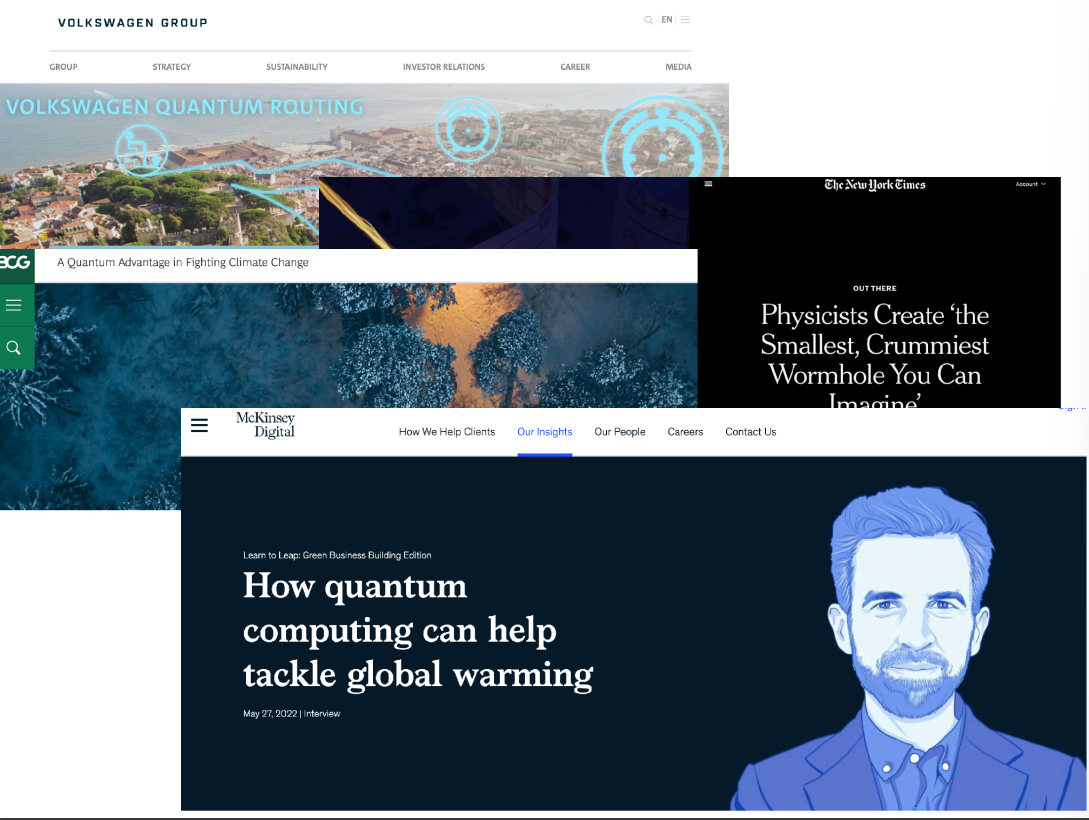 VOLKSWAGEN GROUP
EN
GROUP STRATEGY SUSTAINABILITY INVESTOR RELATIONS CAREER MEDIA
VOLKSWAGEN QUANTUM ROUTING
The New York Times
Account
OUT THERE
Physicists Create ‘the
Smallest, Crummiest
Wormhole You Can
Imagine’
BCG
A Quantum Advantage in Fighting Climate Change
McKinsey
Digital
How We Help Clients Our Insights Our People Careers Contact Us
Learn to Leap: Green Business Building Edition
How quantum
computing can help
tackle global warming
May 27, 2022 | Interview